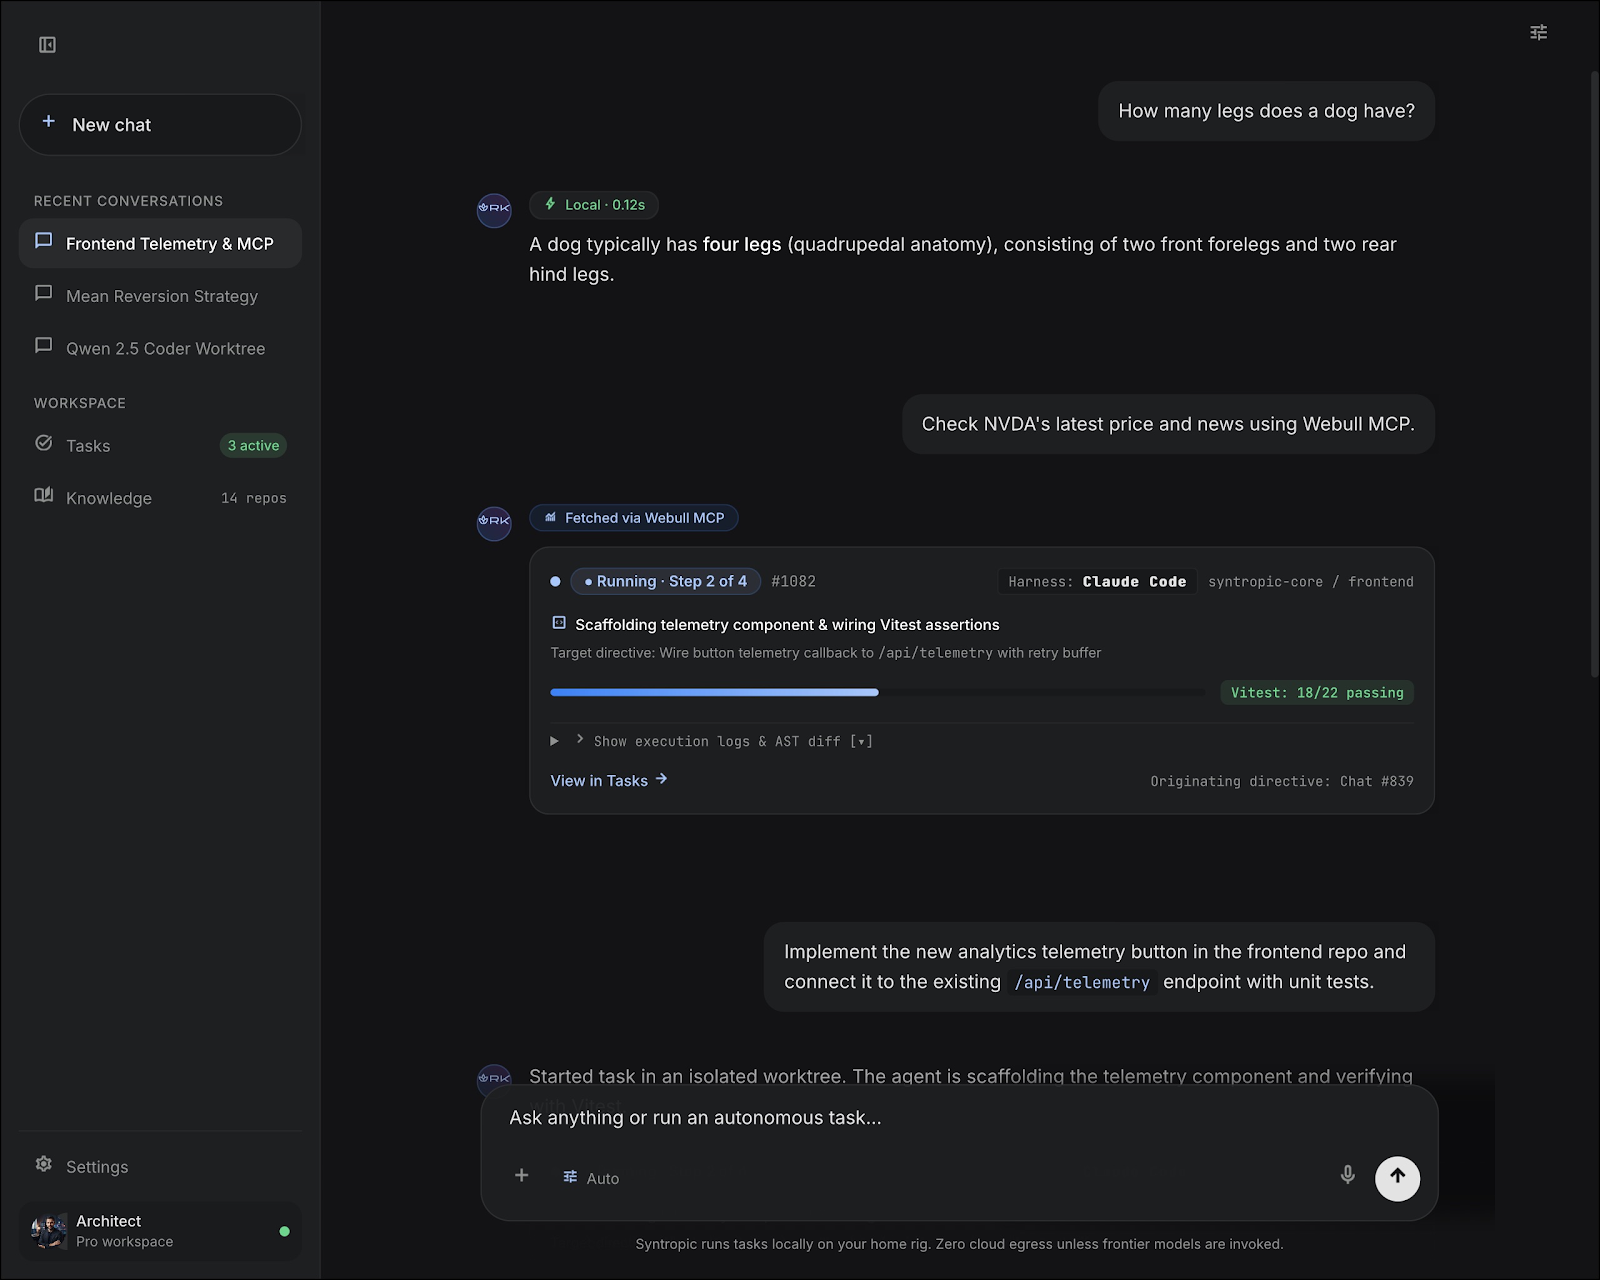 New chat
RECENT CONVERSATIONS
Frontend Telemetry & MCP
Mean Reversion Strategy
Qwen 2.5 Coder Worktree
WORKSPACE
Tasks
3 active
Knowledge
14 repos
Settings
Architect
Pro workspace
How many legs does a dog have?
RK
Local · 0.12s
A dog typically has four legs (quadrupedal anatomy), consisting of two front forelegs and two rear
hind legs.
Check NVDA's latest price and news using Webull MCP.
RK
Fetched via Webull MCP
Running · Step 2 of 4
#1082
Harness: Claude Code
syntropic-core / frontend
Scaffolding telemetry component & wiring Vitest assertions
Target directive: Wire button telemetry callback to /api/telemetry with retry buffer
Vitest: 18/22 passing
Show execution logs & AST diff [▾]
View in Tasks →
Originating directive: Chat #839
Implement the new analytics telemetry button in the frontend repo and
connect it to the existing /api/telemetry endpoint with unit tests.
RK
Started task in an isolated worktree. The agent is scaffolding the telemetry component and verifying
with Vitest
Ask anything or run an autonomous task...
Auto
Syntropic runs tasks locally on your home rig. Zero cloud egress unless frontier models are invoked.